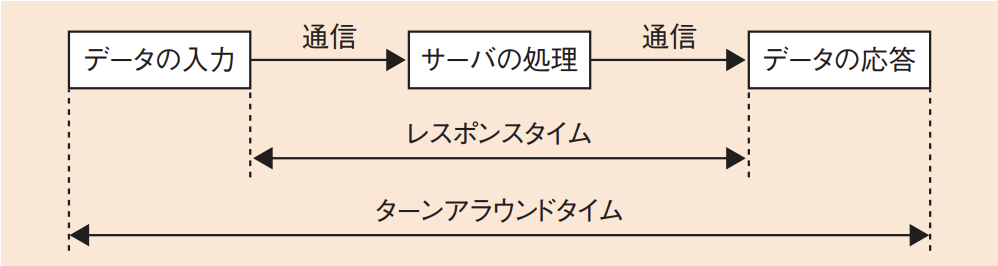 データの入力
通信
サーバの処理
通信
データの応答
レスポンスタイム
ターンアラウンドタイム